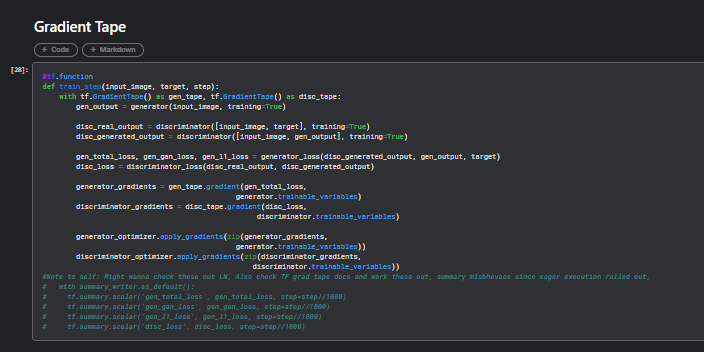 Gradient Tape
+ Code + Markdown
[28]:
@tf.function
def train_step(input_image, target, step):
    with tf.GradientTape() as gen_tape, tf.GradientTape() as disc_tape:
        gen_output = generator(input_image, training=True)
        disc_real_output = discriminator([input_image, target], training=True)
        disc_generated_output = discriminator([input_image, gen_output], training=True)
        gen_total_loss, gen_gan_loss, gen_l1_loss = generator_loss(disc_generated_output, gen_output, target)
        disc_loss = discriminator_loss(disc_real_output, disc_generated_output)
        generator_gradients = gen_tape.gradient(gen_total_loss,
                                                generator.trainable_variables)
        discriminator_gradients = disc_tape.gradient(disc_loss,
                                                     discriminator.trainable_variables)
        generator_optimizer.apply_gradients(zip(generator_gradients,
                                                generator.trainable_variables))
        discriminator_optimizer.apply_gradients(zip(discriminator_gradients,
                                                    discriminator.trainable_variables))
#Note to self: Might wanna check these out LN, Also check TF grad tape docs and work these out, summary misbhevaes since eager execution rolled out,
#   with summary_writer.as_default():
#     tf.summary.scalar('gen_total_loss', gen_total_loss, step=step//1000)
#     tf.summary.scalar('gen_gan_loss', gen_gan_loss, step=step//1000)
#     tf.summary.scalar('gen_l1_loss', gen_l1_loss, step=step//1000)
#     tf.summary.scalar('disc_loss', disc_loss, step=step//1000)